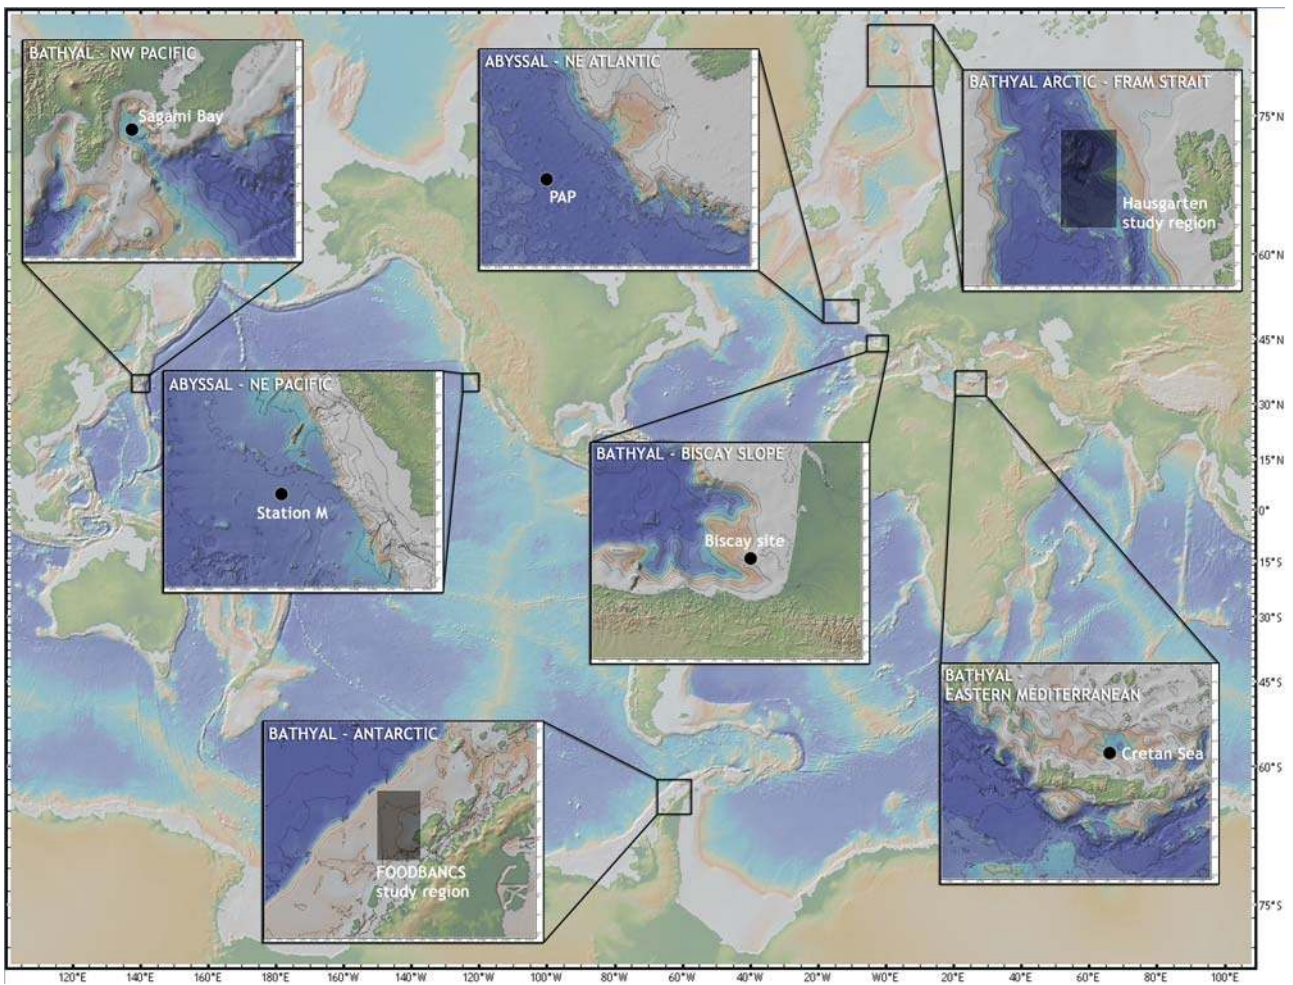 BATHYAL - NW PACIFIC
Sagami Bay
ABYSSAL - NE ATLANTIC
PAP
BATHYAL ARCTIC - FRAM STRAIT
Hausgarten
study region
ABYSSAL - NE PACIFIC
Station M
BATHYAL - BISCAY SLOPE
Biscay site
BATHYAL
EASTERN MEDITERRANEAN
Cretan Sea
BATHYAL - ANTARCTIC
FOODBANCS
study region
75°N
60°N
45°N
30°N
15°N
0°
15°S
30°S
45°S
60°S
75°S
120°E 140°E 160°E 180°W 160°W 140°W 120°W 100°W 80°W 60°W 40°W 20°W W0°E 20°E 40°E 60°E 80°E 100°E